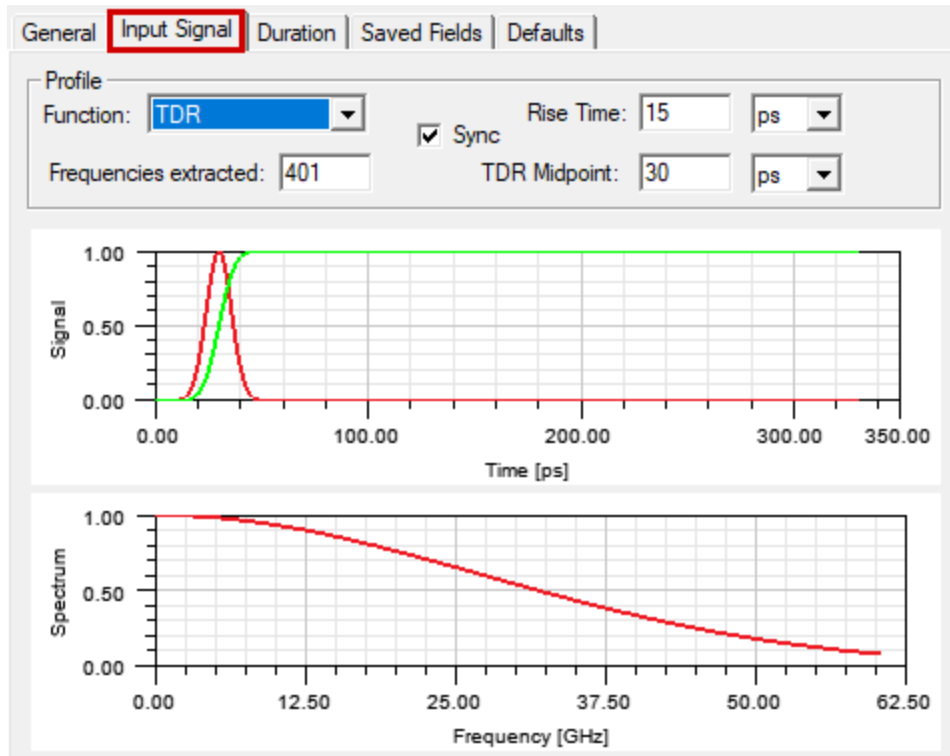 General Input Signal Duration Saved Fields Defaults
Profile
Function: TDR Sync Rise Time: 15 ps
Frequencies extracted: 401 TDR Midpoint: 30 ps
1.00
0.50
0.00
Signal
0.00 100.00 200.00 300.00 350.00
Time [ps]
1.00
0.50
0.00
Spectrum
0.00 12.50 25.00 37.50 50.00 62.50
Frequency [GHz]